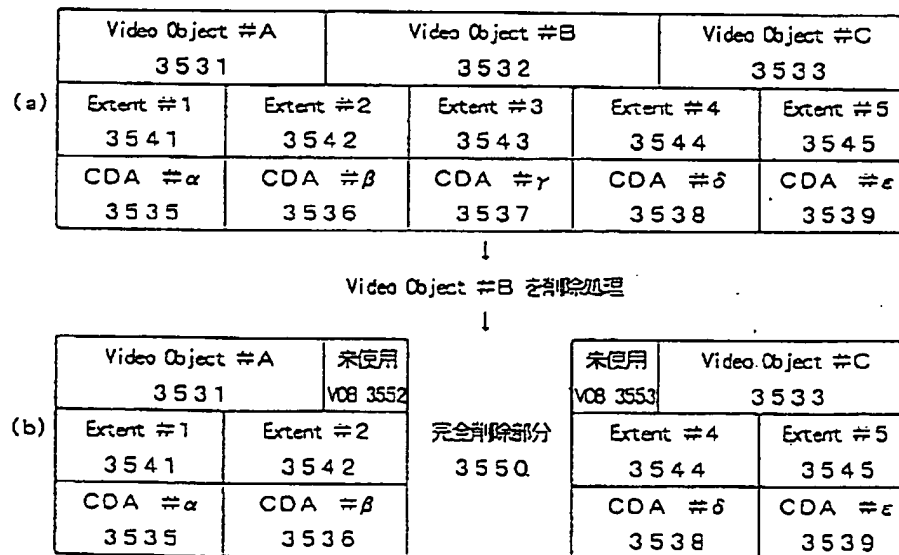 Video Object #A Video Object #B Video Object #C
3531 3532 3533
(a)
Extent #1 Extent #2 Extent #3 Extent #4 Extent #5
3541 3542 3543 3544 3545
CDA #α CDA #β CDA #γ CDA #δ CDA #ε
3535 3536 3537 3538 3539
↓
Video Object #B を削除処理
↓
Video Object #A 未使用 未使用 Video Object #C
3531 VOB 3552 VOB 3553 3533
(b)
Extent #1 Extent #2 完全削除部分 Extent #4 Extent #5
3541 3542 3550 3544 3545
CDA #α CDA #β CDA #δ CDA #ε
3535 3536 3538 3539